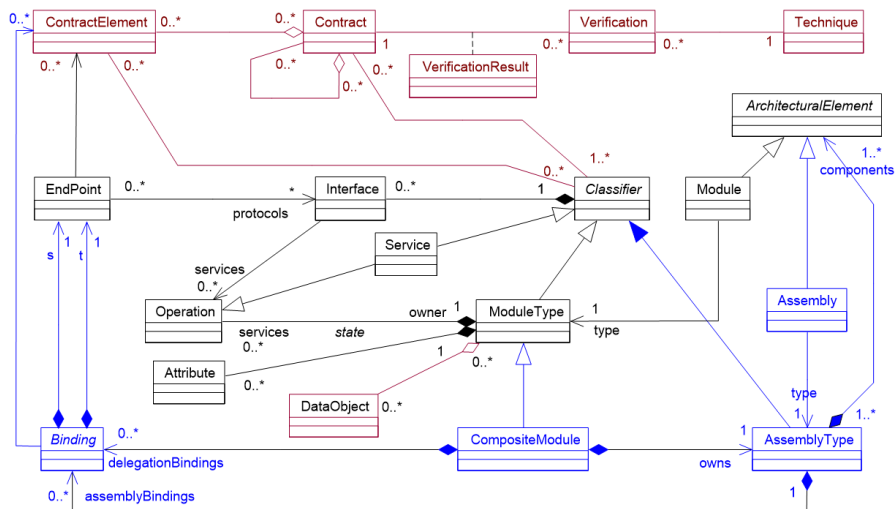 0..* ContractElement 0..* Contract Verification Technique
0..* 0..* 0..* 1 0..* 0..* 1
0..* 0..* VerificationResult
ArchitecturalElement
1..* 0..* 1..*
components
EndPoint 0..* * Interface 0..* 1 Classifier Module
protocols
s 1 t 1 Service
services
0..*
Operation owner 1 ModuleType 1 Assembly
services state type
0..* 1 0..*
Attribute 0..*
DataObject 0..* type 1 1..*
Binding 0..* CompositeModule 1 AssemblyType
delegationBindings owns
0..* assemblyBindings 1